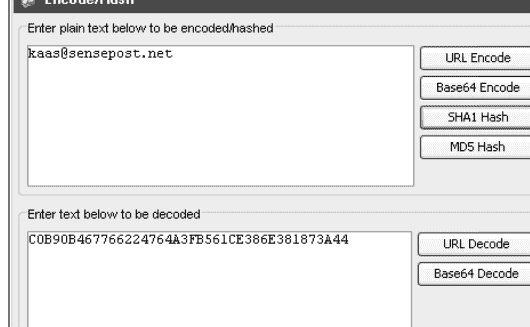 Encode/Hash
Enter plain text below to be encoded/hashed
kaas@sensepost.net
URL Encode
Base64 Encode
SHA1 Hash
MD5 Hash
Enter text below to be decoded
C0B90B467766224764A3FB561CE386E381873A44
URL Decode
Base64 Decode